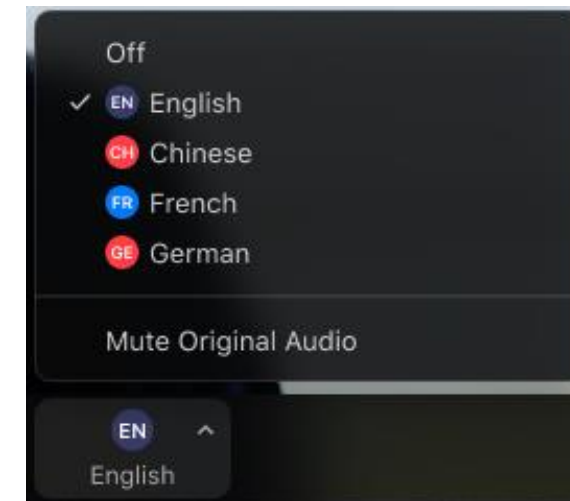 Off
EN English
CH Chinese
FR French
GE German
Mute Original Audio
EN
English